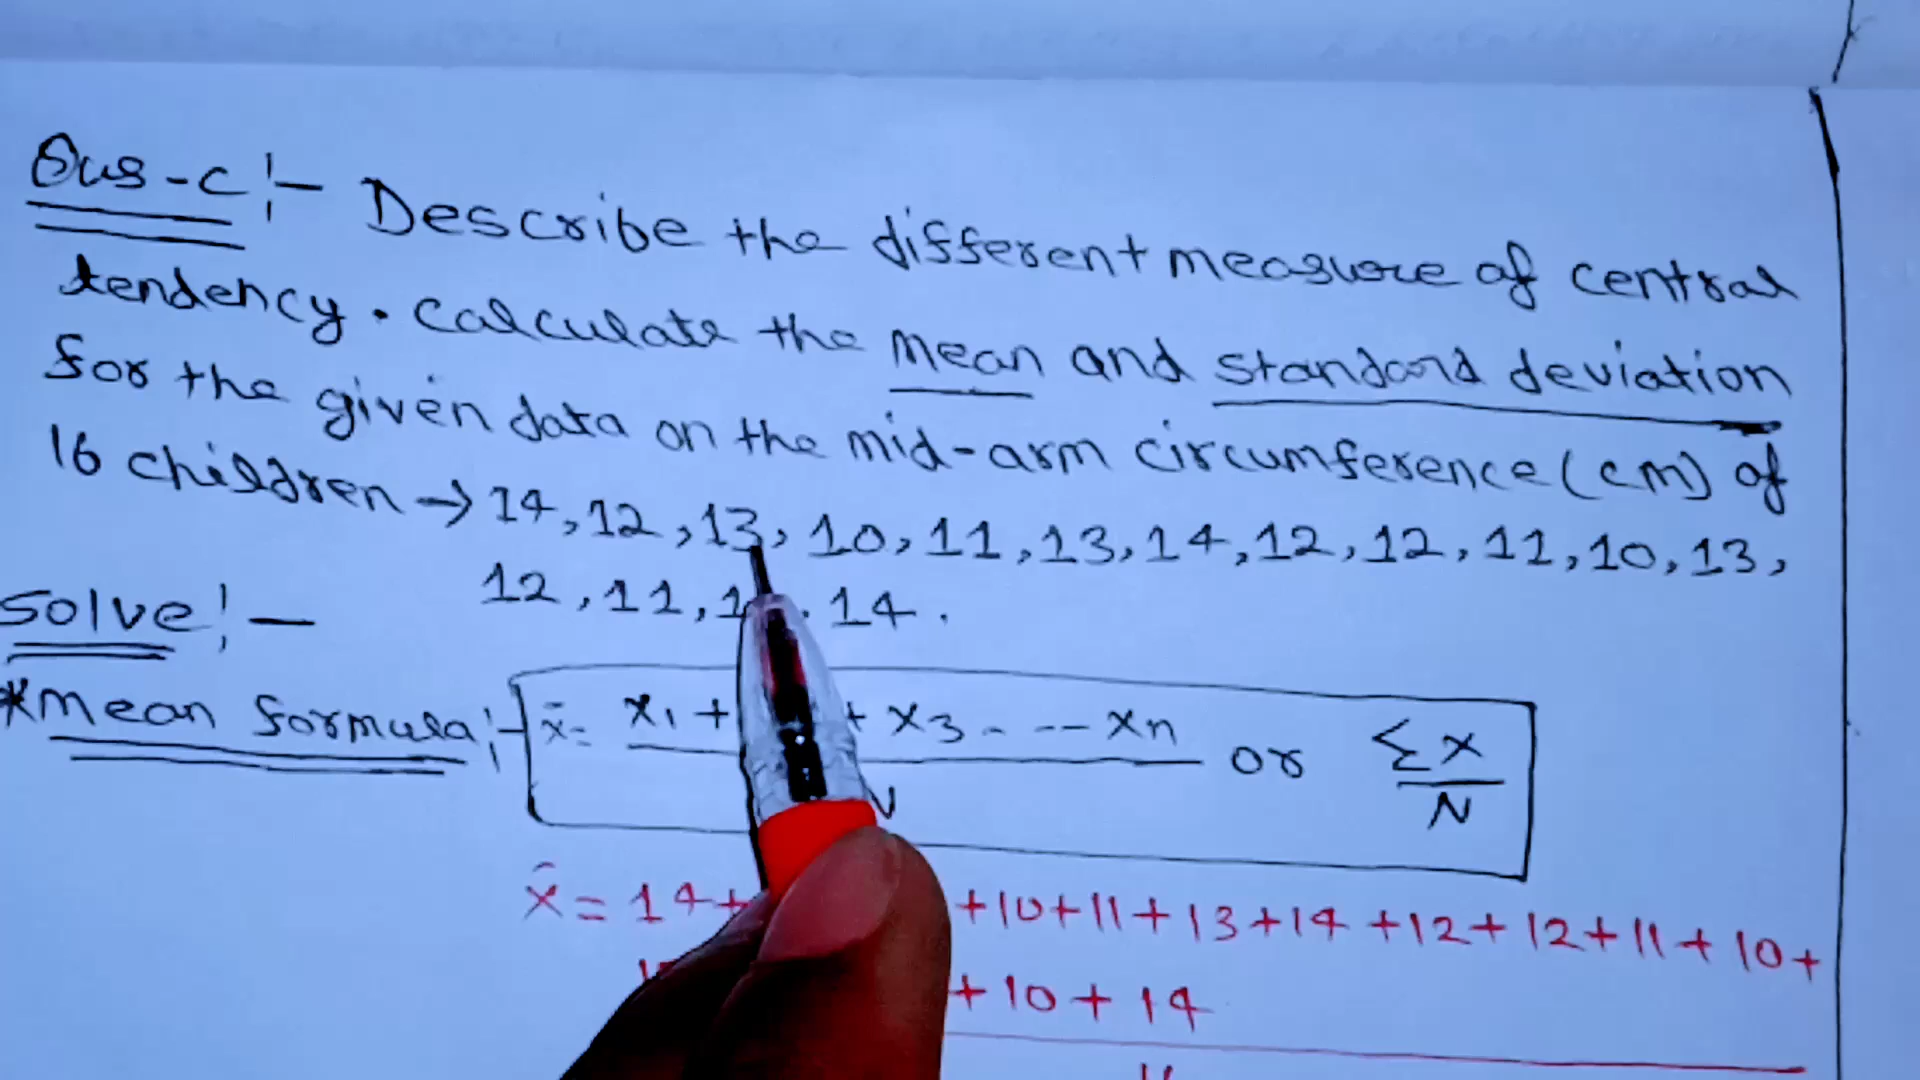 Qus-C:- Describe the different measure of central
tendency. Calculate the mean and standard deviation
for the given data on the mid-arm circumference (cm) of
16 children → 14, 12, 13, 10, 11, 13, 14, 12, 12, 11, 10, 13,
12, 11, 14.
Solve:-
*Mean formula:- x̄ = x1 + + x3 - - -- xn or Σx
N
x̄ = 14+ +10+11+13+14+12+12+11+10+
+10+14